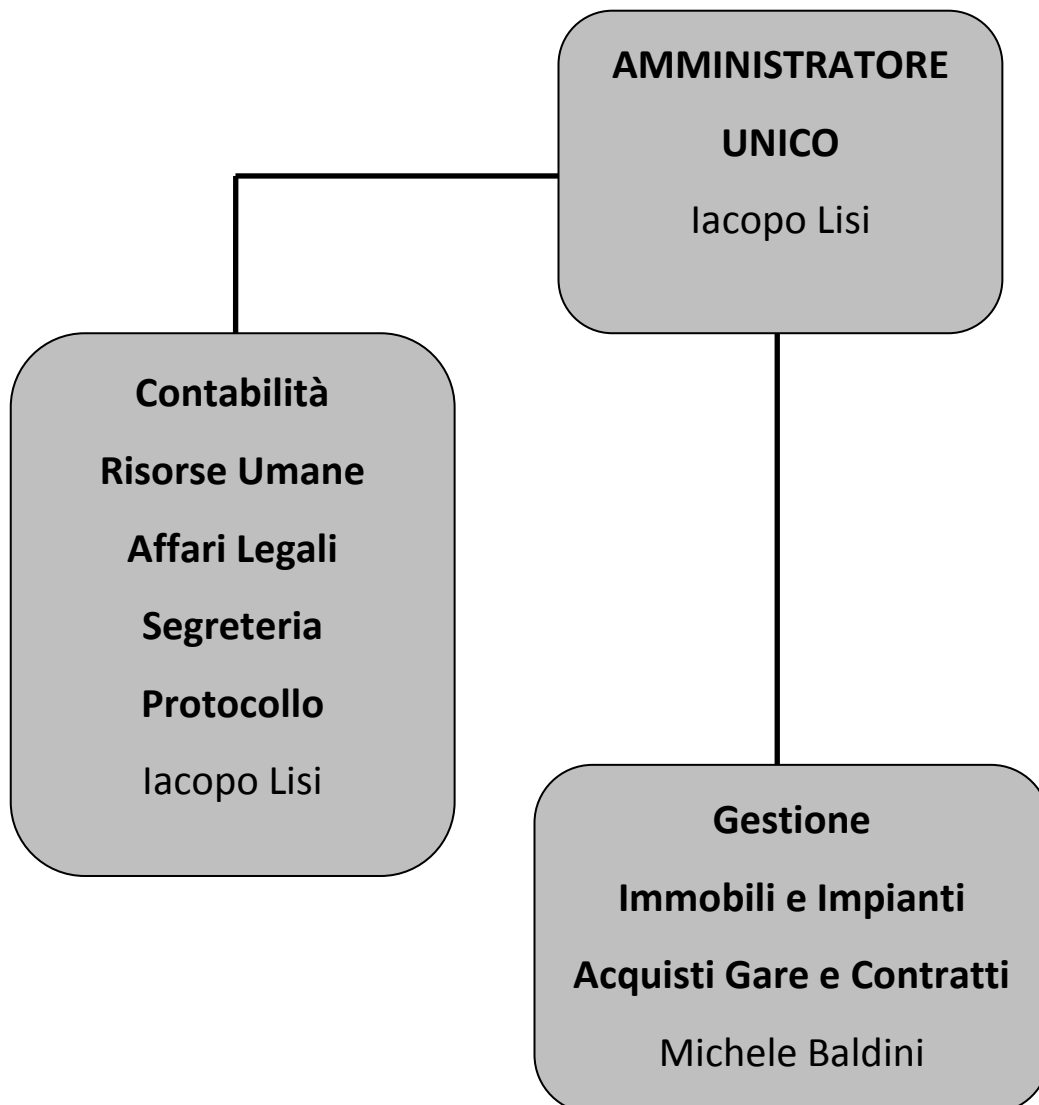 AMMINISTRATORE
UNICO
Iacopo Lisi
Contabilità
Risorse Umane
Affari Legali
Segreteria
Protocollo
Iacopo Lisi
Gestione
Immobili e Impianti
Acquisti Gare e Contratti
Michele Baldini